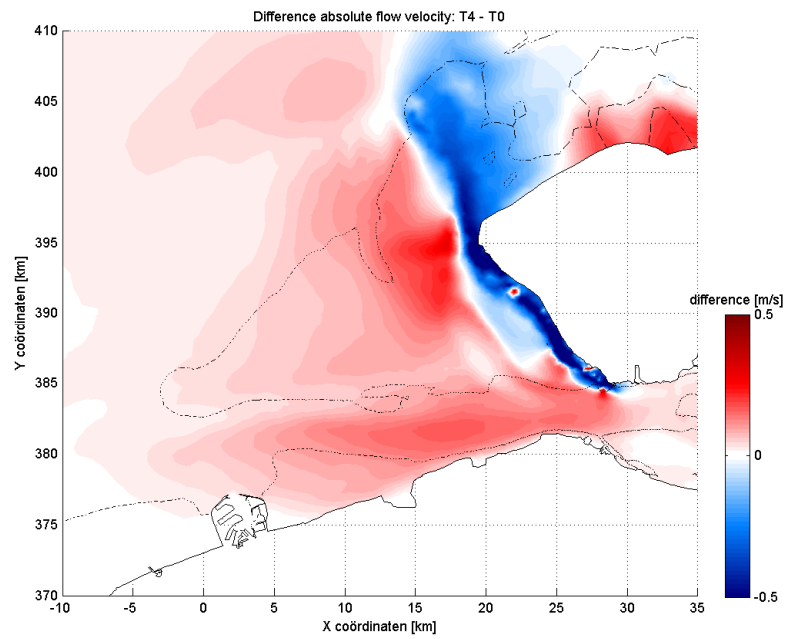 Difference absolute flow velocity: T4 - T0
410
405
400
395
390
385
380
375
370
Y coördinaten [km]
-10 -5 0 5 10 15 20 25 30 35
X coördinaten [km]
difference [m/s]
0.5
0
-0.5